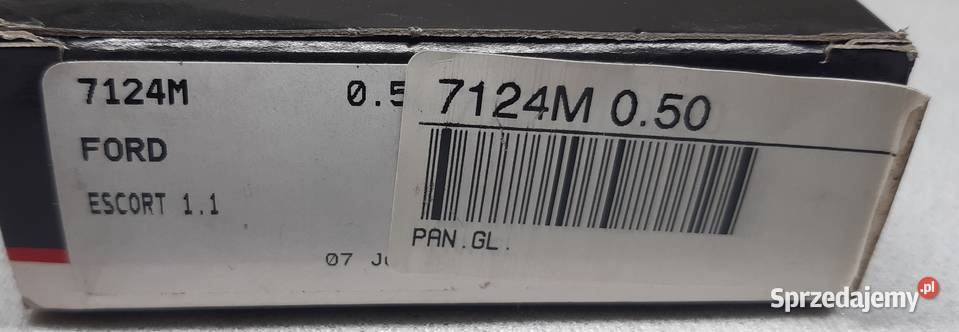 7124M 0.5
FORD
ESCORT 1.1
07
7124M 0.50
PAN.GL.
Sprzedajemy.pl